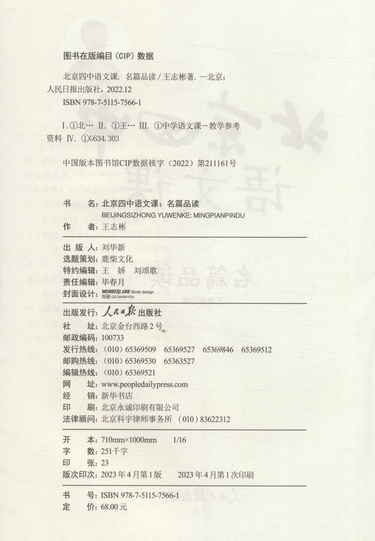 图书在版编目(CIP)数据
北京四中语文课. 名篇品读/王志彬著. —北京:
人民日报出版社, 2022.12
ISBN 978-7-5115-7566-1
Ⅰ.①北… Ⅱ.①王… Ⅲ.①中学语文课－教学参考
资料 Ⅳ.①G634.303
中国版本图书馆CIP数据核字(2022)第211161号
书　　名:北京四中语文课:名篇品读
BEIJINGSIZHONG YUWENKE: MINGPIANPINDU
作　　者:王志彬
出 版 人:刘华新
选题策划:鹿柴文化
特约编辑:王　娇　刘颂歌
责任编辑:毕春月
封面设计:WONDERLAND Book design
出版发行:人民日报出版社
社　　址:北京金台西路2号
邮政编码:100733
发行热线:(010)65369509　65369527　65369846　65369512
邮购热线:(010)65369530　65363527
编辑热线:(010)65369521
网　　址:www.peopledailypress.com
经　　销:新华书店
印　　刷:北京永诚印刷有限公司
法律顾问:北京科宇律师事务所 (010)83622312
开　　本:710mm×1000mm　1/16
字　　数:251千字
印　　张:23
版次印次:2023年4月第1版　2023年4月第1次印刷
书　　号:ISBN 978-7-5115-7566-1
定　　价:68.00元